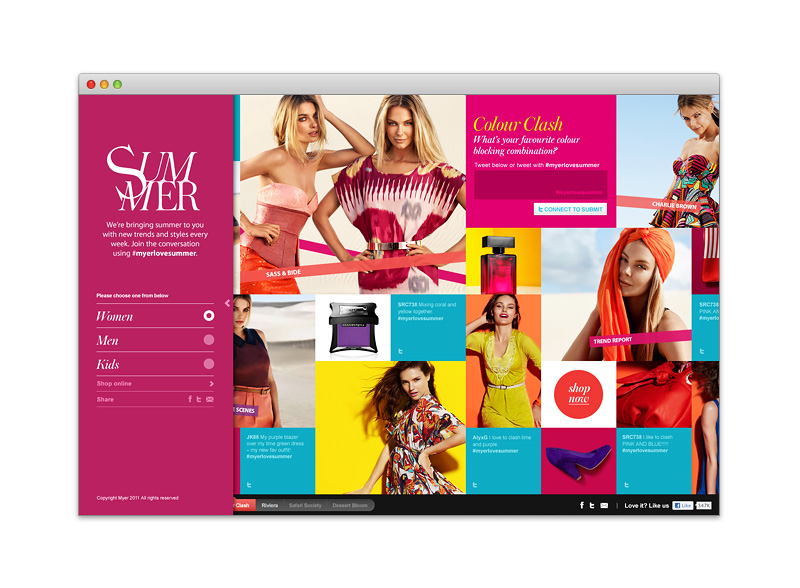 SUM
MER
We're bringing summer to you
with new trends and styles every
week. Join the conversation
using #myerlovesummer.
Please choose one from below
Women
Men
Kids
Shop online
Share
Copyright Myer 2011 All rights reserved
SASS & BIDE
Colour Clash
What's your favourite colour
blocking combination?
Tweet below or tweet with #myerlovesummer
#myerlovesummer
CONNECT TO SUBMIT
CHARLIE BROWN
SRC738 Mixing coral and
yellow together.
#myerlovesummer
TREND REPORT
SRC73
PINK AN
#myerlo
E SCENES
shop
now
JK88 My purple blazer
over my lime green dress
= my new fav outfit!
#myerlovesummer
AlyxG I love to clash lime
and purple.
#myerlovesummer
SRC738 I like to clash
PINK AND BLUE!!!!
#myerlovesummer
r Clash
Riviera
Safari Society
Dessert Bloom
Love it? Like us
Like
147K